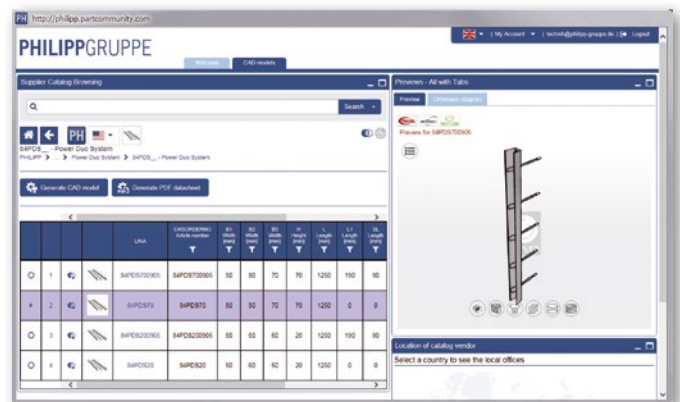 PH http://philipp.partcommunity.com
PHILIPPGRUPPE
| My Account | technik@philipp-gruppe.de | Logout
Welcome
CAD models
Supplier Catalog Browsing
Search
PH
84PDS__ - Power Duo System
PHILIPP > ... > Power Duo System > 84PDS__ - Power Duo System
Generate CAD model
Generate PDF datasheet
LINA CNSORDERNO Article number B1 Width [mm] B2 Width [mm] B3 Width [mm] H Height [mm] L Length [mm] L1 Length [mm] SL Length [mm]
1 84PDS700905 84PDS700905 50 60 70 70 1250 190 90
2 84PDS70 84PDS70 60 80 70 70 1250 0 0
3 84PDS200905 84PDS200905 50 60 50 20 1250 190 90
4 84PDS20 84PDS20 60 60 50 20 1250 0 0
Previews - All with Tabs
Preview
Dimension diagram
Preview for 84PDS700905
Location of catalog vendor
Select a country to see the local offices